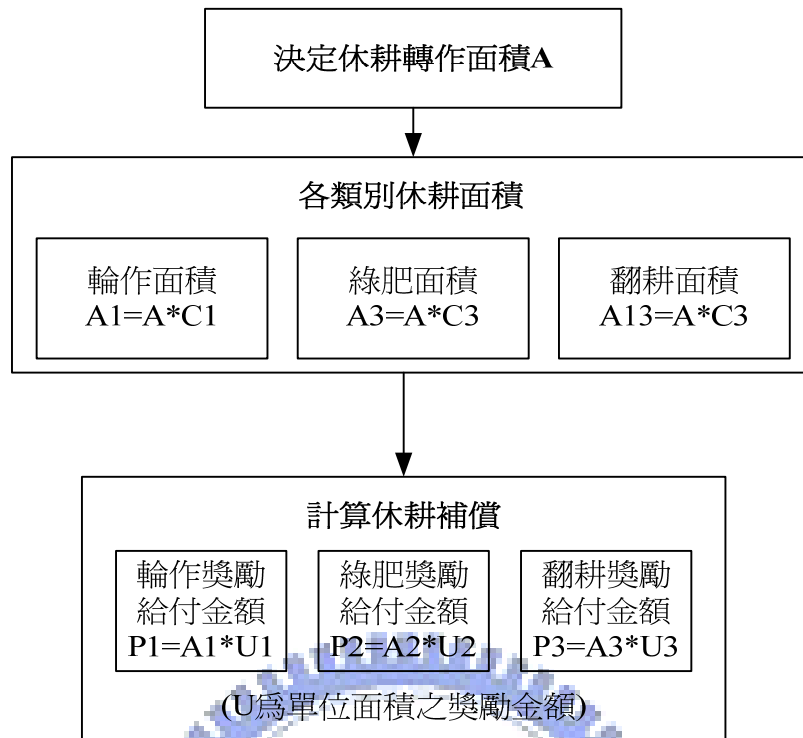 決定休耕轉作面積A
各類別休耕面積
輪作面積
A1=A*C1
綠肥面積
A3=A*C3
翻耕面積
A13=A*C3
計算休耕補償
輪作獎勵
給付金額
P1=A1*U1
綠肥獎勵
給付金額
P2=A2*U2
翻耕獎勵
給付金額
P3=A3*U3
(U為單位面積之獎勵金額)